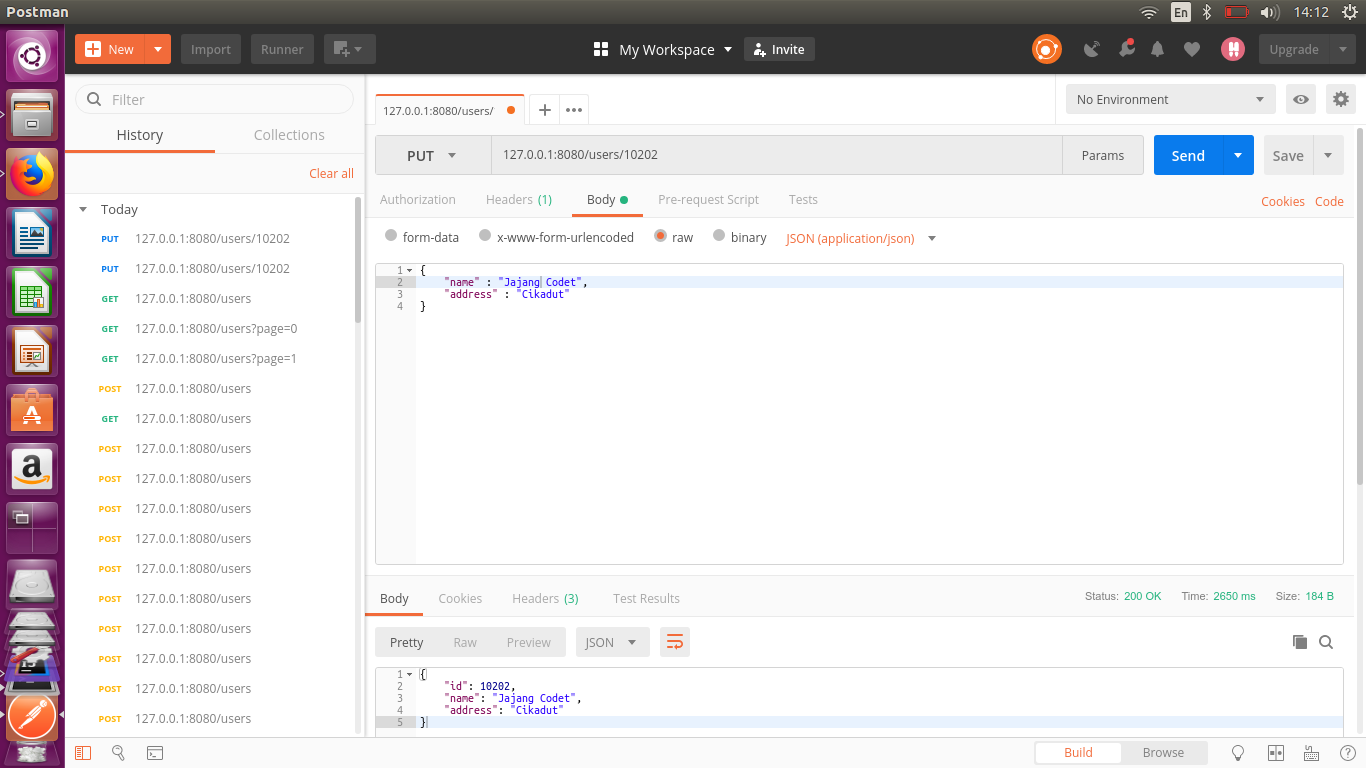 Postman
En
14:12
New
Import
Runner
My Workspace
Invite
Upgrade
Filter
History
Collections
Clear all
Today
PUT 127.0.0.1:8080/users/10202
PUT 127.0.0.1:8080/users/10202
GET 127.0.0.1:8080/users
GET 127.0.0.1:8080/users?page=0
GET 127.0.0.1:8080/users?page=1
POST 127.0.0.1:8080/users
GET 127.0.0.1:8080/users
POST 127.0.0.1:8080/users
POST 127.0.0.1:8080/users
POST 127.0.0.1:8080/users
POST 127.0.0.1:8080/users
POST 127.0.0.1:8080/users
POST 127.0.0.1:8080/users
POST 127.0.0.1:8080/users
POST 127.0.0.1:8080/users
POST 127.0.0.1:8080/users
POST 127.0.0.1:8080/users
127.0.0.1:8080/users/
No Environment
PUT
127.0.0.1:8080/users/10202
Params
Send
Save
Authorization
Headers (1)
Body
Pre-request Script
Tests
Cookies
Code
form-data
x-www-form-urlencoded
raw
binary
JSON (application/json)
1 {
2 "name" : "Jajang Codet",
3 "address" : "Cikadut"
4 }
Body
Cookies
Headers (3)
Test Results
Status: 200 OK
Time: 2650 ms
Size: 184 B
Pretty
Raw
Preview
JSON
1 {
2 "id": 10202,
3 "name": "Jajang Codet",
4 "address": "Cikadut"
5 }
Build
Browse